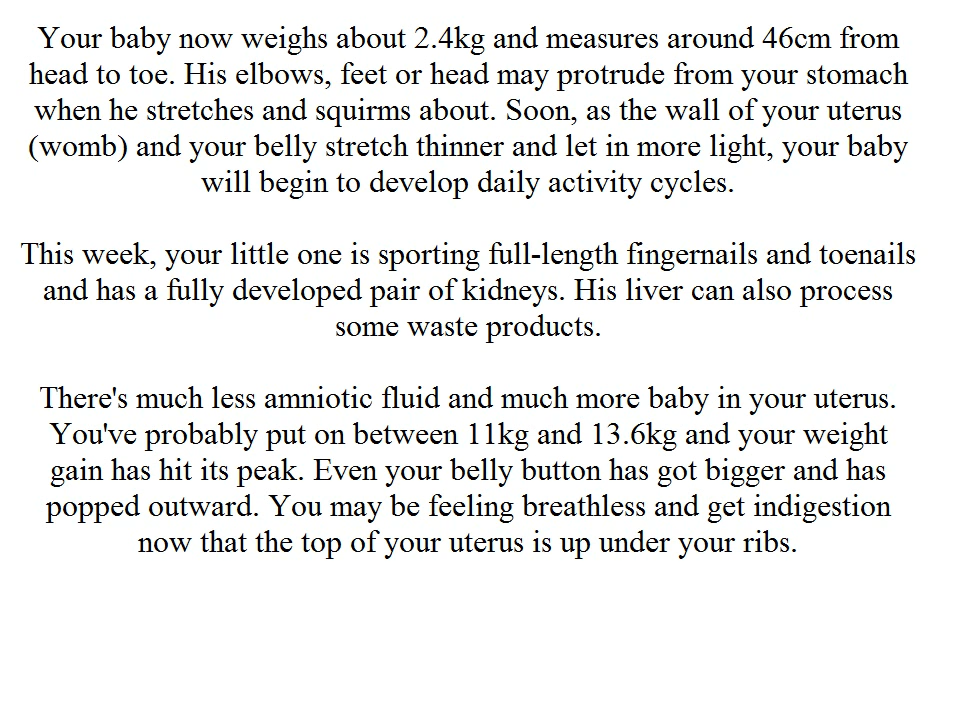 Your baby now weighs about 2.4kg and measures around 46cm from
head to toe. His elbows, feet or head may protrude from your stomach
when he stretches and squirms about. Soon, as the wall of your uterus
(womb) and your belly stretch thinner and let in more light, your baby
will begin to develop daily activity cycles.
This week, your little one is sporting full-length fingernails and toenails
and has a fully developed pair of kidneys. His liver can also process
some waste products.
There's much less amniotic fluid and much more baby in your uterus.
You've probably put on between 11kg and 13.6kg and your weight
gain has hit its peak. Even your belly button has got bigger and has
popped outward. You may be feeling breathless and get indigestion
now that the top of your uterus is up under your ribs.